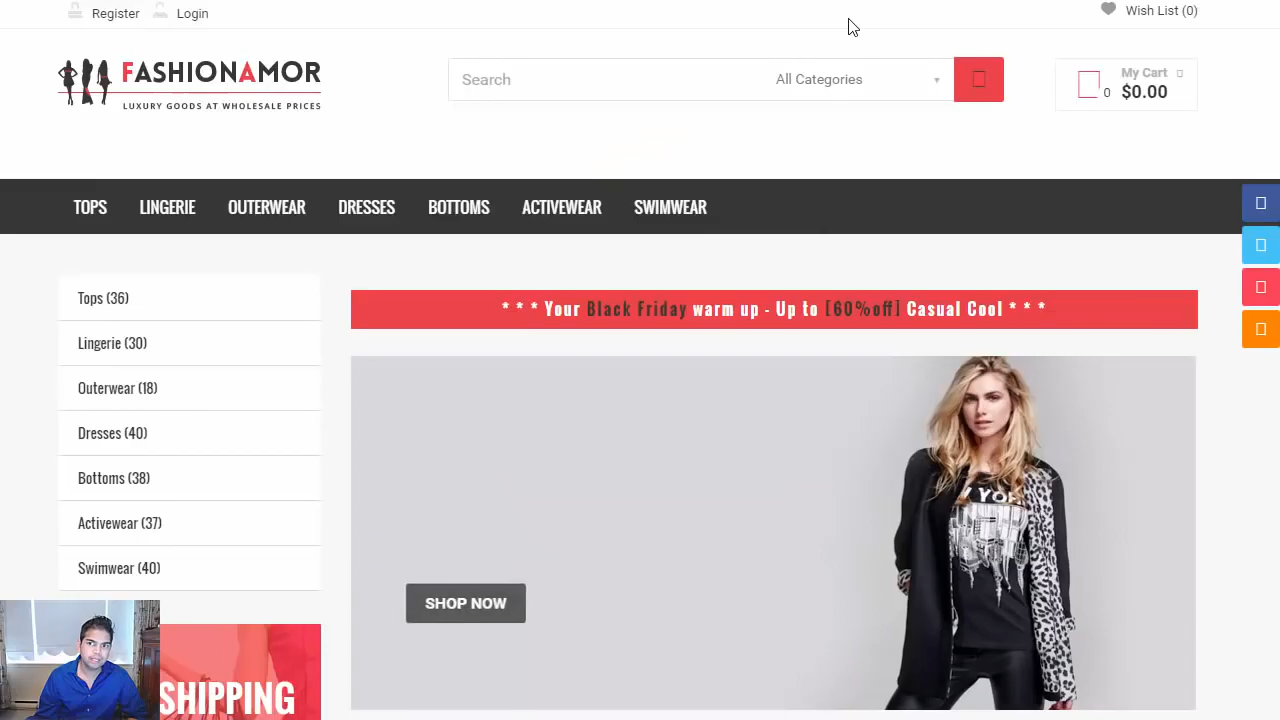 Register
Login
Wish List (0)
FASHIONAMOR
LUXURY GOODS AT WHOLESALE PRICES
Search
All Categories
My Cart
0
$0.00
TOPS
LINGERIE
OUTERWEAR
DRESSES
BOTTOMS
ACTIVEWEAR
SWIMWEAR
Tops (36)
Lingerie (30)
Outerwear (18)
Dresses (40)
Bottoms (38)
Activewear (37)
Swimwear (40)
* * * Your Black Friday warm up - Up to [60%off] Casual Cool * * *
SHOP NOW
SHIPPING